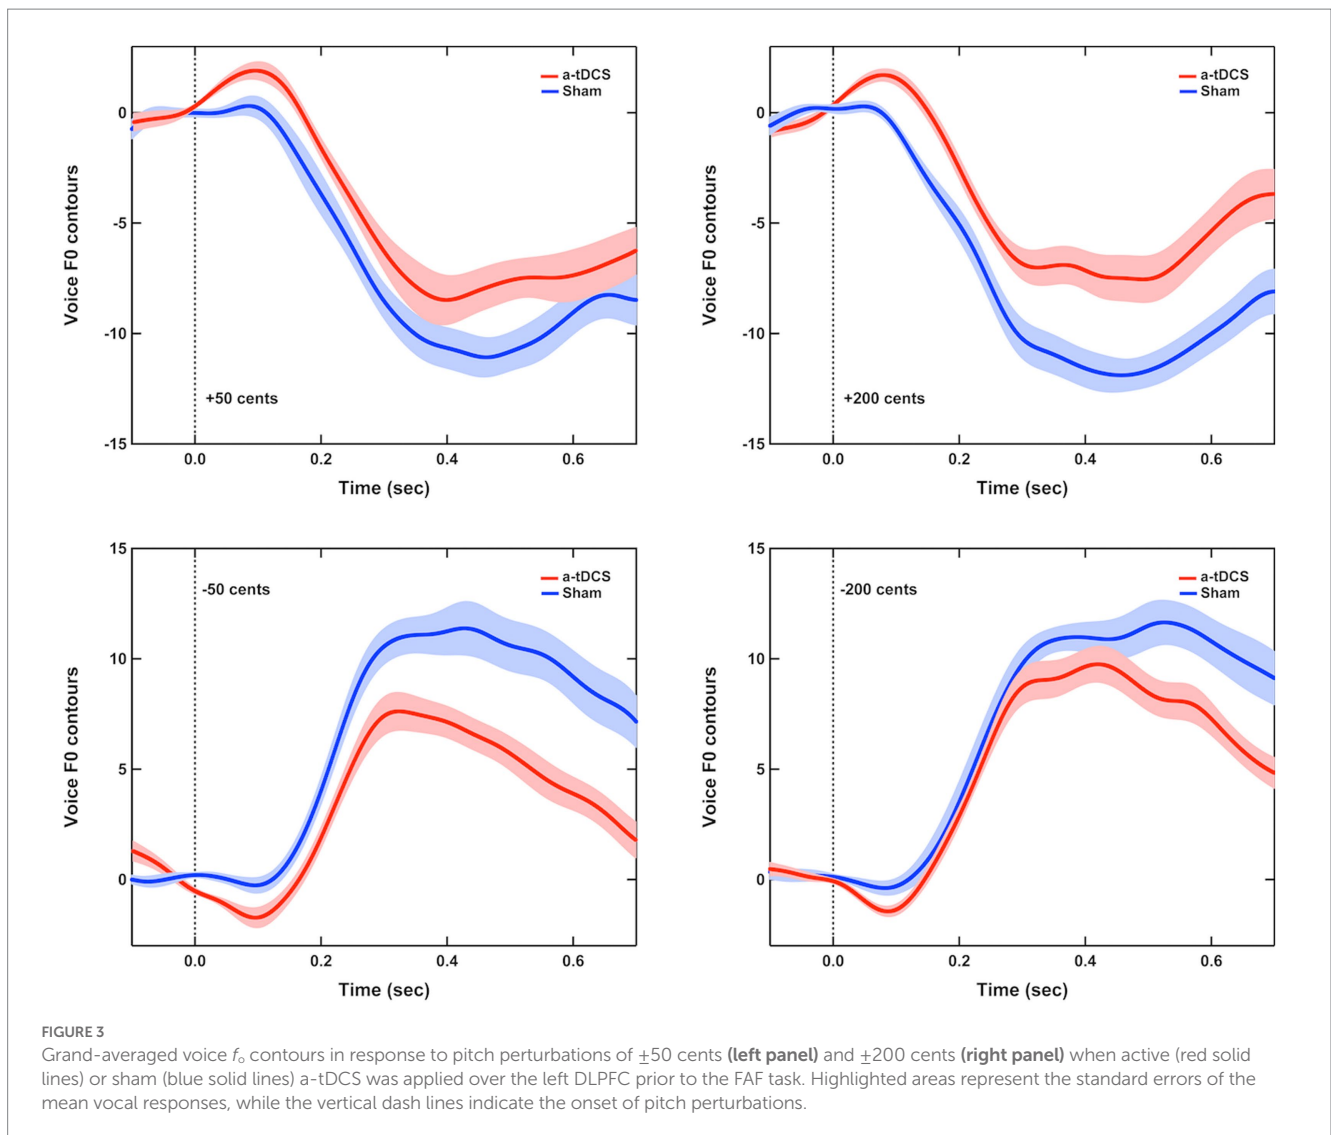 a-tDCS
Sham
0
-5
-10
-15
Voice F0 contours
+50 cents
0.0 0.2 0.4 0.6
Time (sec)
a-tDCS
Sham
0
-5
-10
-15
Voice F0 contours
+200 cents
0.0 0.2 0.4 0.6
Time (sec)
15
10
5
0
Voice F0 contours
-50 cents
a-tDCS
Sham
0.0 0.2 0.4 0.6
Time (sec)
15
10
5
0
Voice F0 contours
-200 cents
a-tDCS
Sham
0.0 0.2 0.4 0.6
Time (sec)
FIGURE 3
Grand-averaged voice fₒ contours in response to pitch perturbations of ±50 cents (left panel) and ±200 cents (right panel) when active (red solid
lines) or sham (blue solid lines) a-tDCS was applied over the left DLPFC prior to the FAF task. Highlighted areas represent the standard errors of the
mean vocal responses, while the vertical dash lines indicate the onset of pitch perturbations.